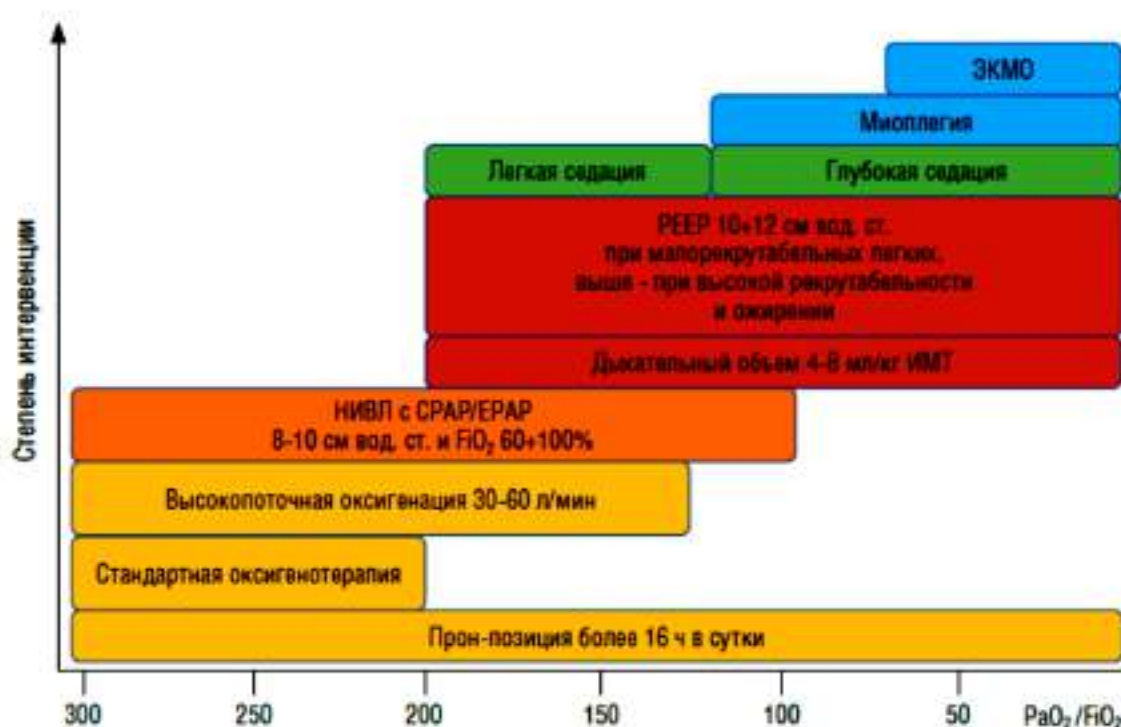 ЭКМО
Миоплегия
Легкая седация
Глубокая седация
PEEP 10÷12 см вод. ст.
при малорекрутабельных легких,
выше - при высокой рекрутабельности
и ожирении
Дыхательный объем 4-8 мл/кг ИМТ
НИВЛ с CPAP/EPAP
8-10 см вод. ст. и FiO₂ 60÷100%
Высокопоточная оксигенация 30-60 л/мин
Стандартная оксигенотерапия
Прон-позиция более 16 ч в сутки
Степень интервенции
300
250
200
150
100
50
PaO₂/FiO₂